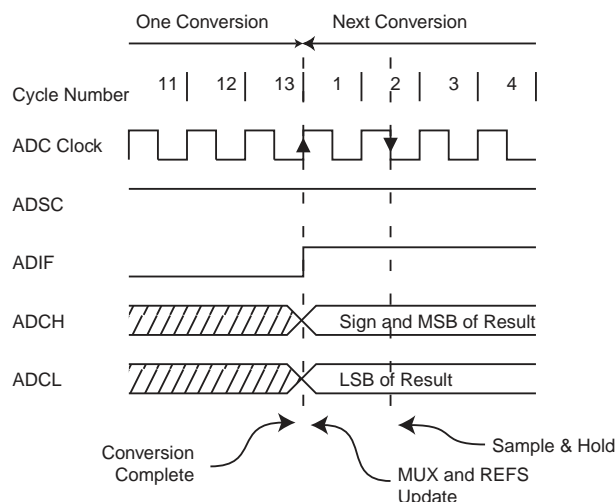 One Conversion Next Conversion
Cycle Number 11 12 13 1 2 3 4
ADC Clock
ADSC
ADIF
ADCH Sign and MSB of Result
ADCL LSB of Result
Conversion
Complete
MUX and REFS
Update
Sample & Hold